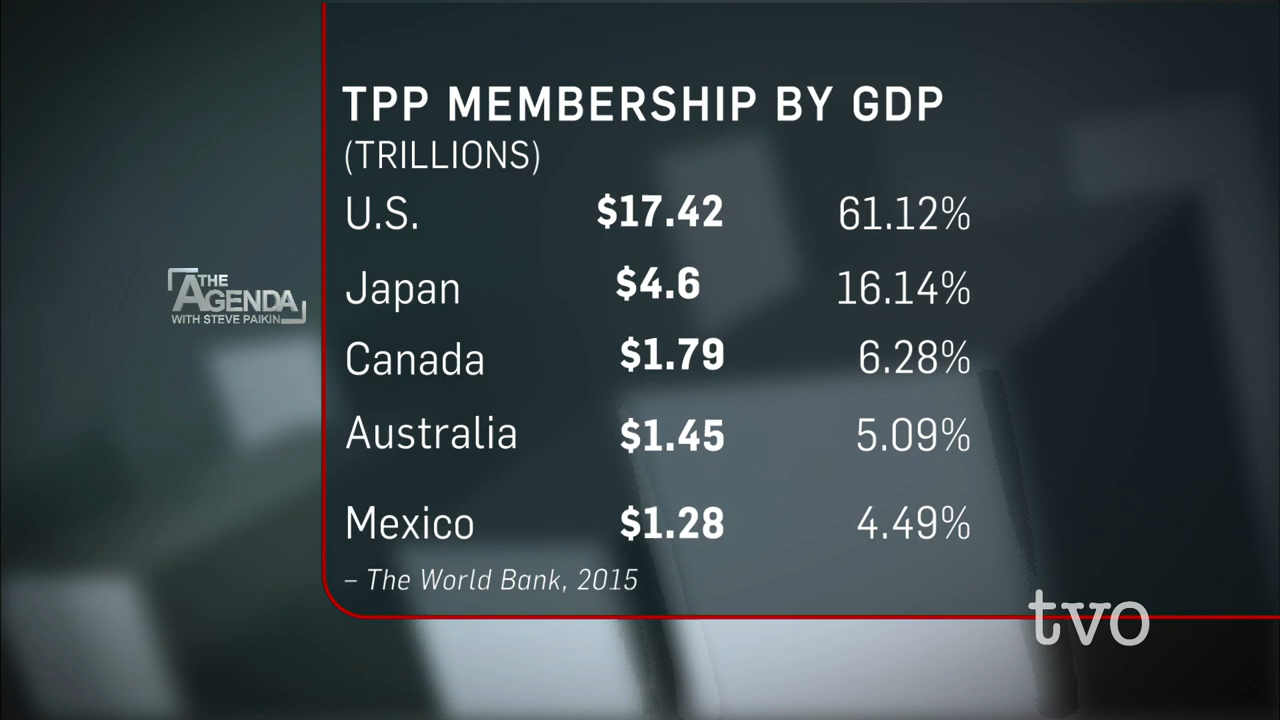 TPP MEMBERSHIP BY GDP
(TRILLIONS)
U.S. $17.42 61.12%
Japan $4.6 16.14%
THE
AGENDA
WITH STEVE PAIKIN
Canada $1.79 6.28%
Australia $1.45 5.09%
Mexico $1.28 4.49%
– The World Bank, 2015
tvo